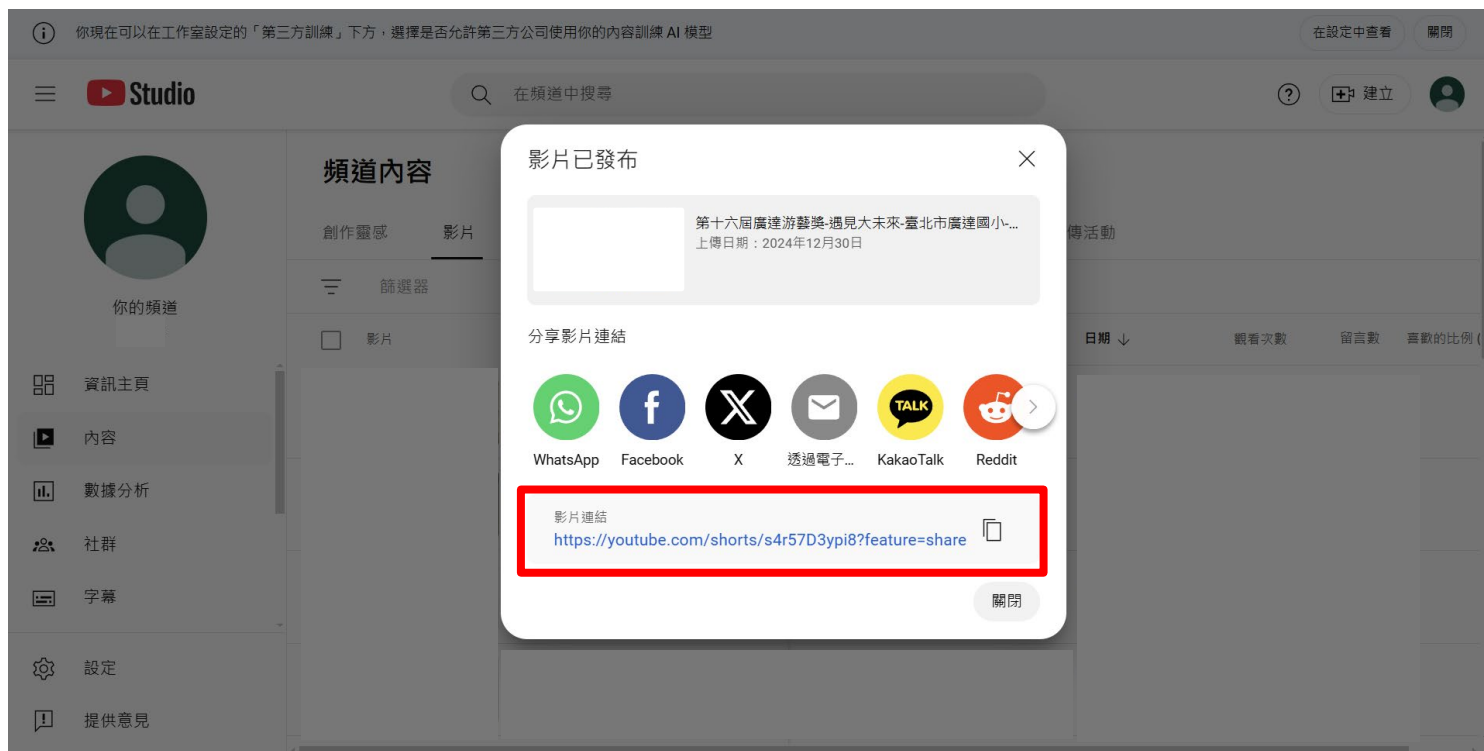 你現在可以在工作室設定的「第三方訓練」下方，選擇是否允許第三方公司使用你的內容訓練 AI 模型
在設定中查看
關閉
Studio
在頻道中搜尋
建立
你的頻道
資訊主頁
內容
數據分析
社群
字幕
設定
提供意見
頻道內容
創作靈感
影片
傳活動
篩選器
影片
日期
觀看次數
留言數
喜歡的比例 (
影片已發布
第十六屆廣達游藝獎-遇見大未來-臺北市廣達國小-...
上傳日期：2024年12月30日
分享影片連結
TALK
WhatsApp
Facebook
X
透過電子...
KakaoTalk
Reddit
影片連結
https://youtube.com/shorts/s4r57D3ypi8?feature=share
關閉